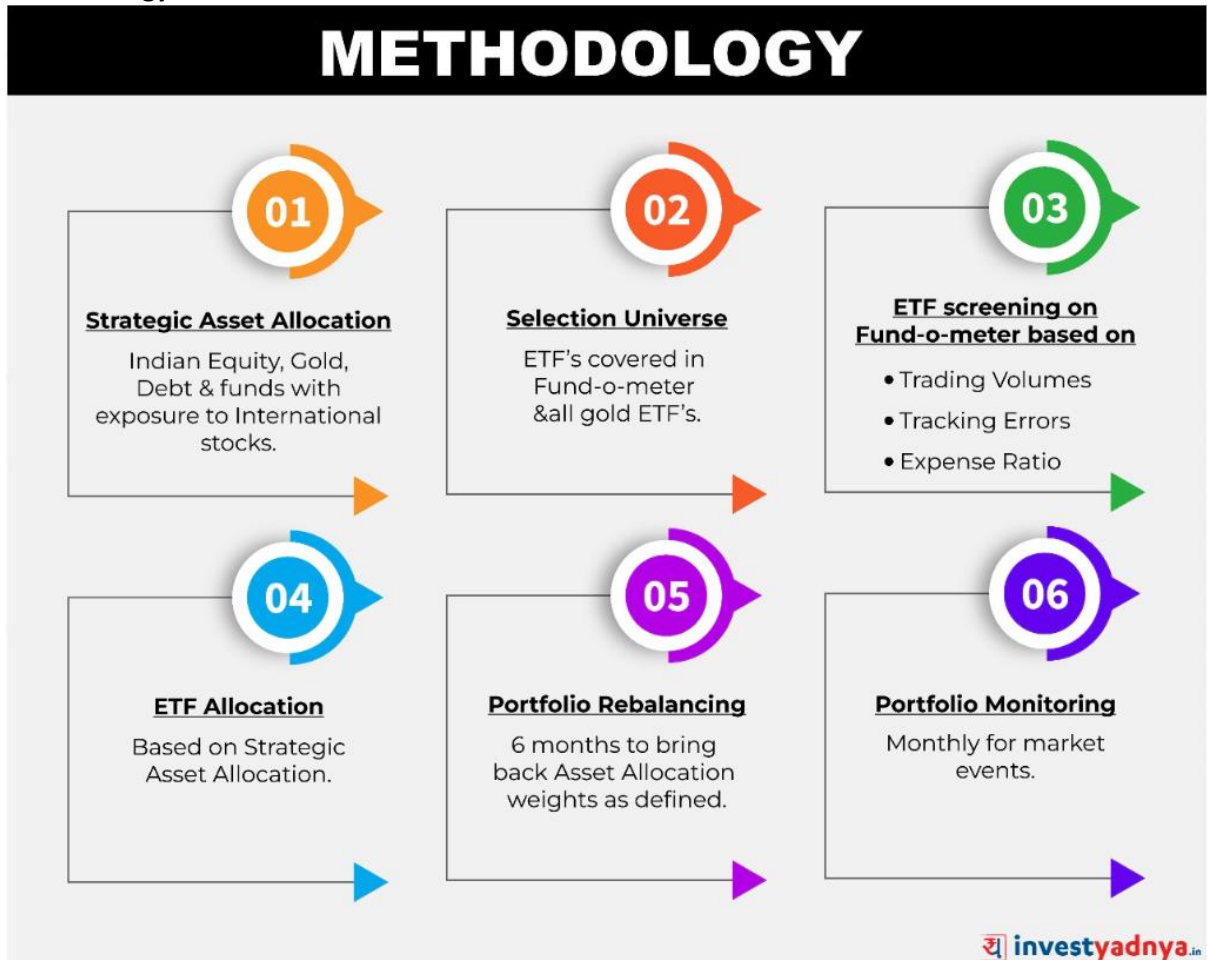 METHODOLOGY
01
Strategic Asset Allocation
Indian Equity, Gold,
Debt & funds with
exposure to International
stocks.
02
Selection Universe
ETF's covered in
Fund-o-meter
&all gold ETF's.
03
ETF screening on
Fund-o-meter based on
• Trading Volumes
• Tracking Errors
• Expense Ratio
04
ETF Allocation
Based on Strategic
Asset Allocation.
05
Portfolio Rebalancing
6 months to bring
back Asset Allocation
weights as defined.
06
Portfolio Monitoring
Monthly for market
events.
investyadnya.in